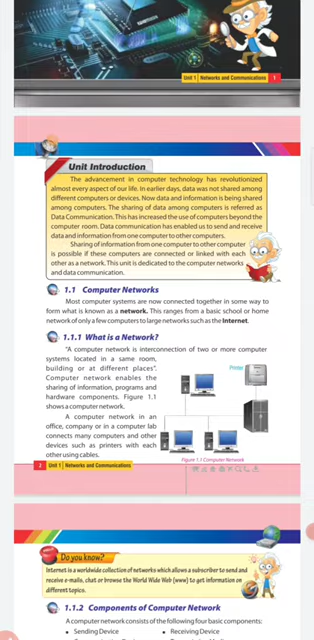 Unit 1 Networks and Communications 1
Unit Introduction
The advancement in computer technology has revolutionized
almost every aspect of our life. In earlier days, data was not shared among
different computers or devices. Now data and information is being shared
among computers. The sharing of data among computers is referred as
Data Communication. This has increased the use of computers beyond the
computer room. Data communication has enabled us to send and receive
data and information from one computer to other computers.
Sharing of information from one computer to other computer
is possible if these computers are connected or linked with each
other as a network. This unit is dedicated to the computer networks
and data communication.
1.1 Computer Networks
Most computer systems are now connected together in some way to
form what is known as a network. This ranges from a basic school or home
network of only a few computers to large networks such as the Internet.
1.1.1 What is a Network?
"A computer network is interconnection of two or more computer
systems located in a same room,
building or at different places".
Computer network enables the
sharing of information, programs and
hardware components. Figure 1.1
shows a computer network.
A computer network in an
office, company or in a computer lab
connects many computers and other
devices such as printers with each
other using cables.
Printer
Figure 1.1 Computer Network
2 Unit 1 Networks and Communications
Do you know?
Internet is a worldwide collection of networks which allows a subscriber to send and
receive e-mails, chat or browse the World Wide Web (www) to get information on
different topics.
1.1.2 Components of Computer Network
A computer network consists of the following four basic components:
• Sending Device • Receiving Device